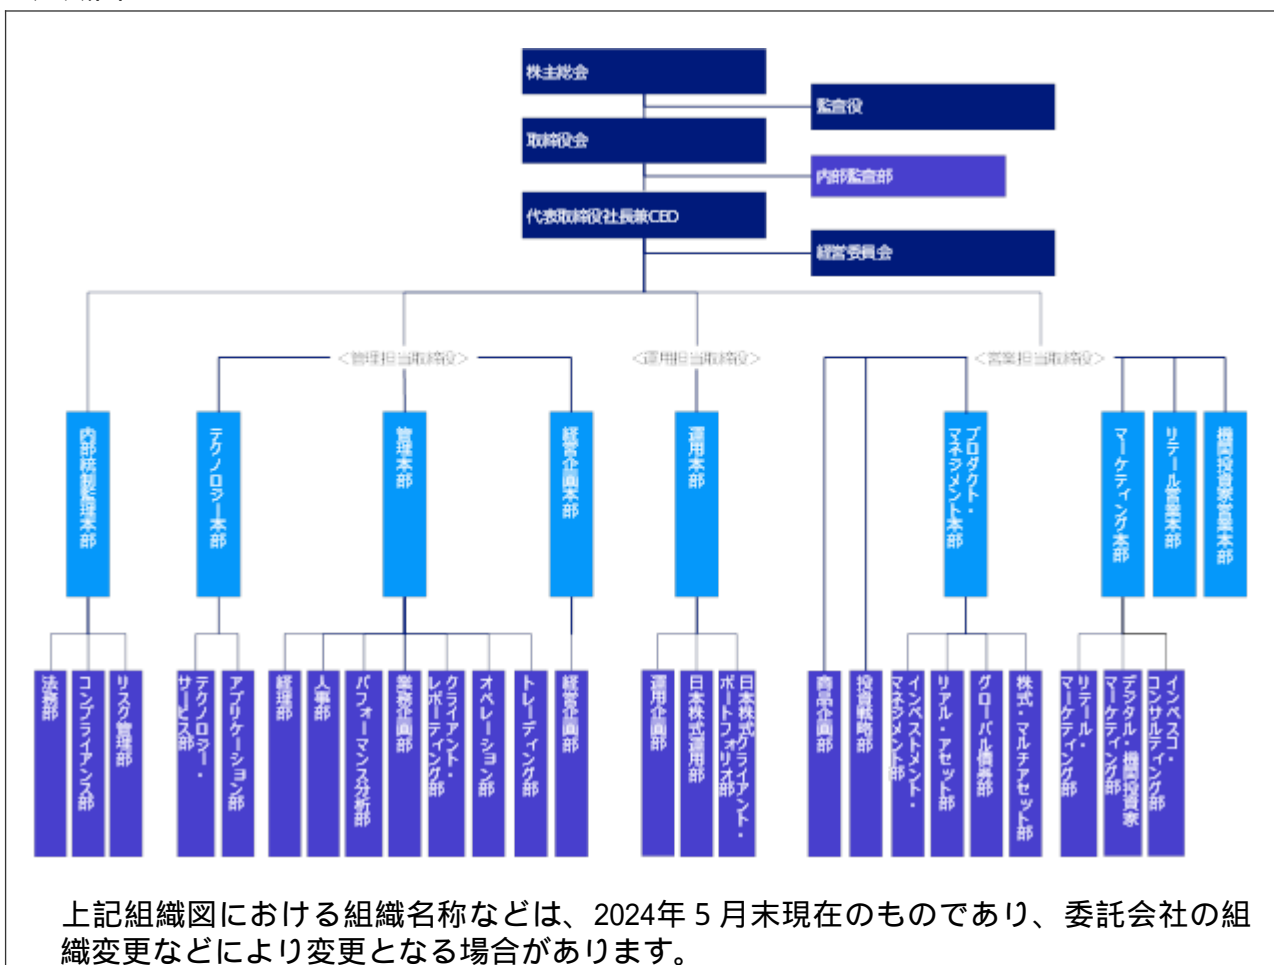 株主総会
監査役
取締役会
内部監査部
代表取締役社長兼CEO
経営委員会
<管理担当取締役>
<運用担当取締役>
<営業担当取締役>
内部統制監理本部
テクノロジー本部
管理本部
経営企画本部
運用本部
プロダクト・
マネジメント本部
マーケティング本部
リテール営業本部
機関投資家営業本部
法務部
コンプライアンス部
リスク管理部
テクノロジー・
サービス部
アプリケーション部
経理部
人事部
パフォーマンス分析部
業務企画部
クライアント・
レポーティング部
オペレーション部
トレーディング部
経営企画部
運用企画部
日本株式運用部
日本株式クライアント・
ポートフォリオ部
商品企画部
投資戦略部
インベストメント・
マネジメント部
リアル・アセット部
グローバル債券部
株式・マルチアセット部
リテール・
マーケティング部
デジタル・機関投資家
マーケティング部
インベスコ・
コンサルティング部
上記組織図における組織名称などは、2024年5月末現在のものであり、委託会社の組
織変更などにより変更となる場合があります。